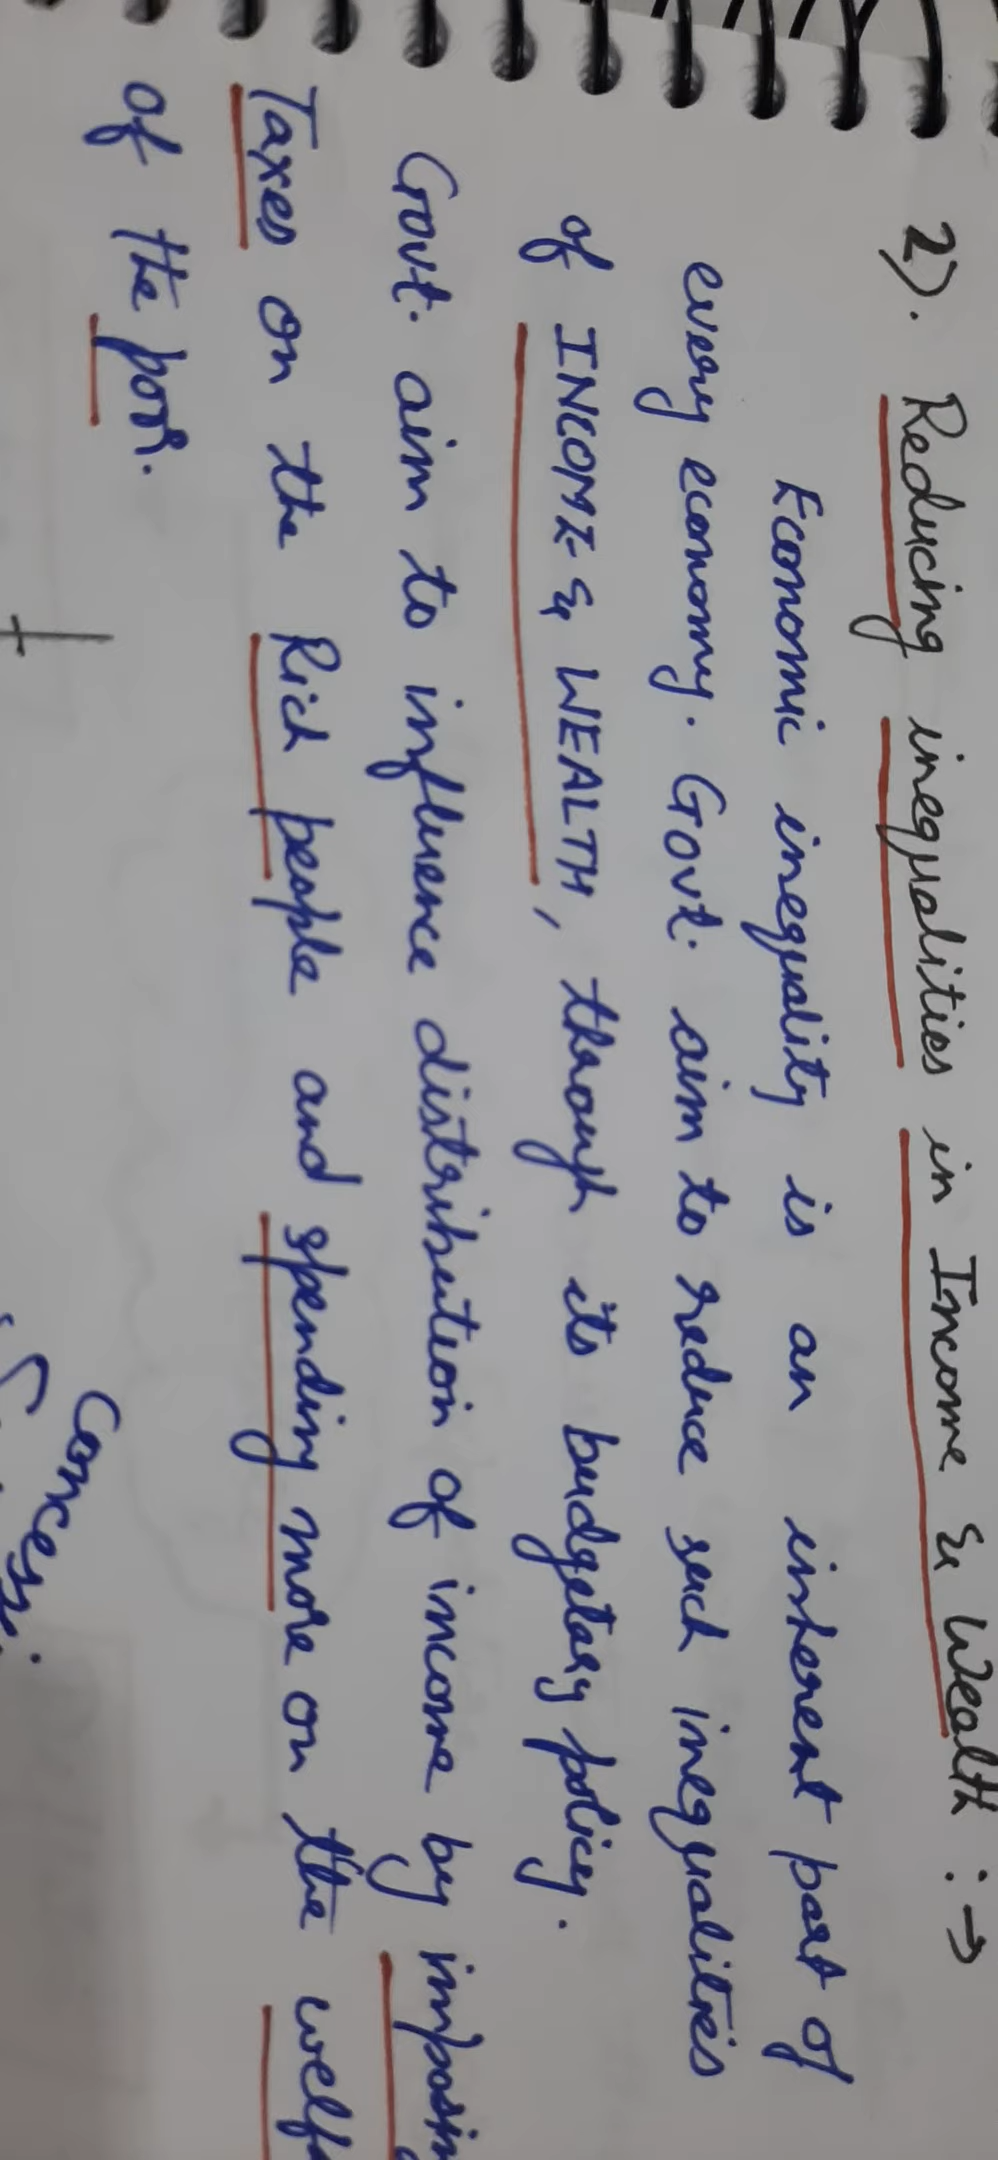 2). Reducing inequalities in Income & Wealth : →
Economic inequality is an inherent part of
every economy. Govt. aim to reduce such inequalities
of INCOME & WEALTH, through its budgetary policy.
Govt. aim to influence distribution of income by imposin
Taxes on the Rich people and spending more on the welfa
of the poor.